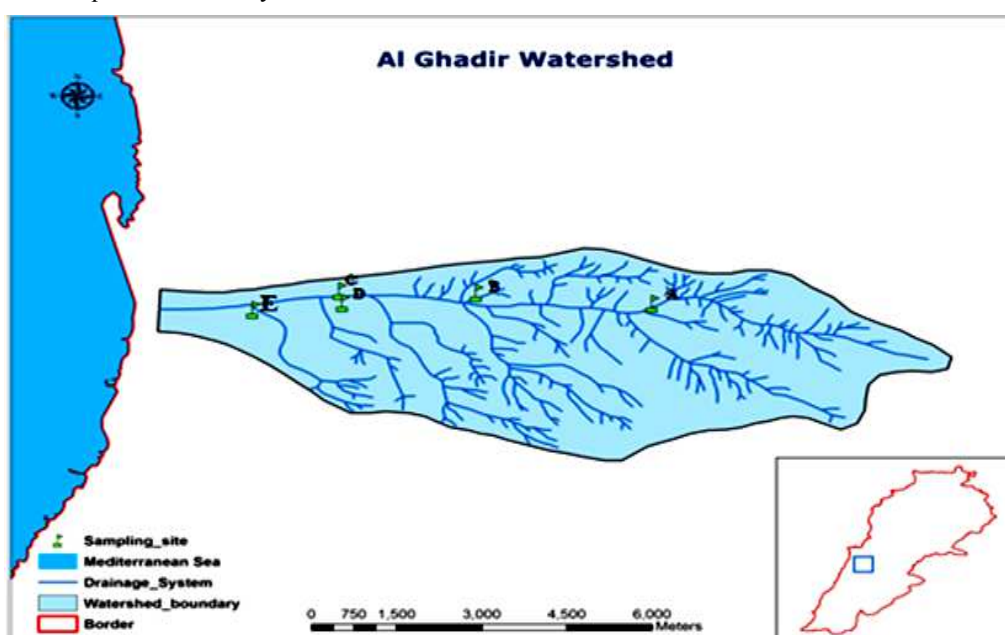 Al Ghadir Watershed
C
D
B
A
E
Sampling_site
Mediterranean Sea
Drainage_System
Watershed_boundary
Border
0 750 1,500 3,000 4,500 6,000
Meters